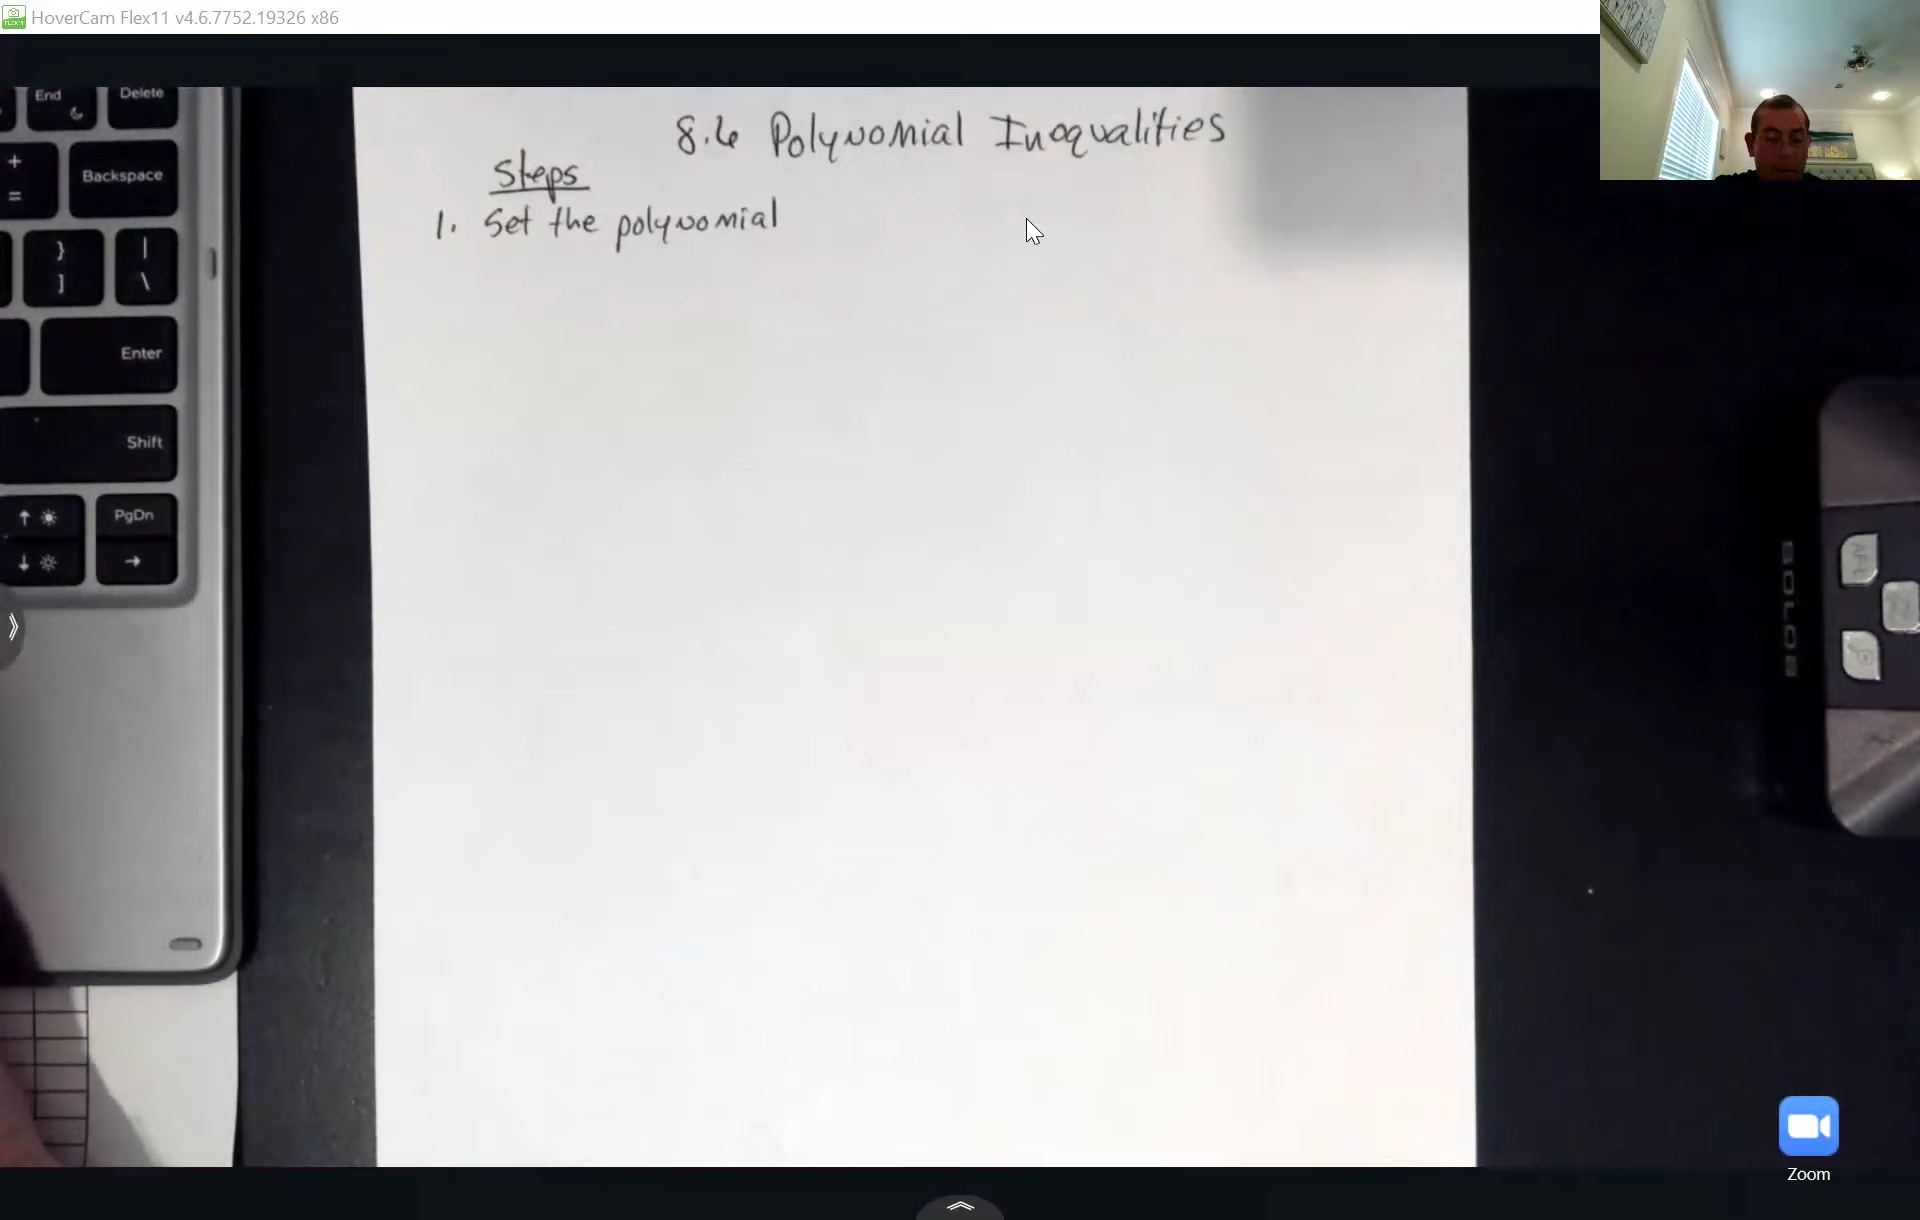 HoverCam Flex11 v4.6.7752.19326 x86
8.6 Polynomial Inequalities
Steps
1. Set the polynomial
End
Delete
+
=
Backspace
}
]
|
\
Enter
Shift
PgDn
SOLO8
Zoom